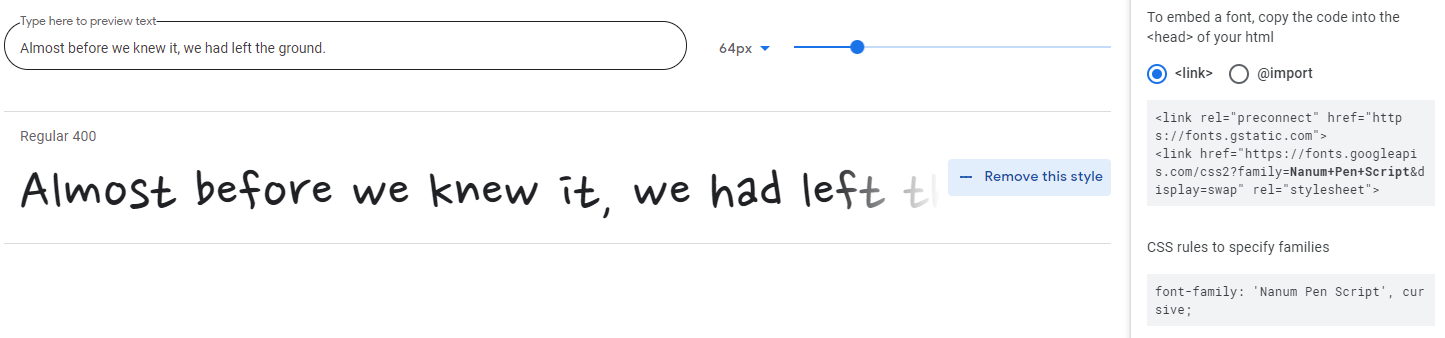 Type here to preview text
Almost before we knew it, we had left the ground.
64px
Regular 400
Almost before we knew it, we had left
Remove this style
To embed a font, copy the code into the
<head> of your html
<link>
@import
<link rel="preconnect" href="http
s://fonts.gstatic.com">
<link href="https://fonts.googleapi
s.com/css2?family=Nanum+Pen+Script&d
isplay=swap" rel="stylesheet">
CSS rules to specify families
font-family: 'Nanum Pen Script', cur
sive;